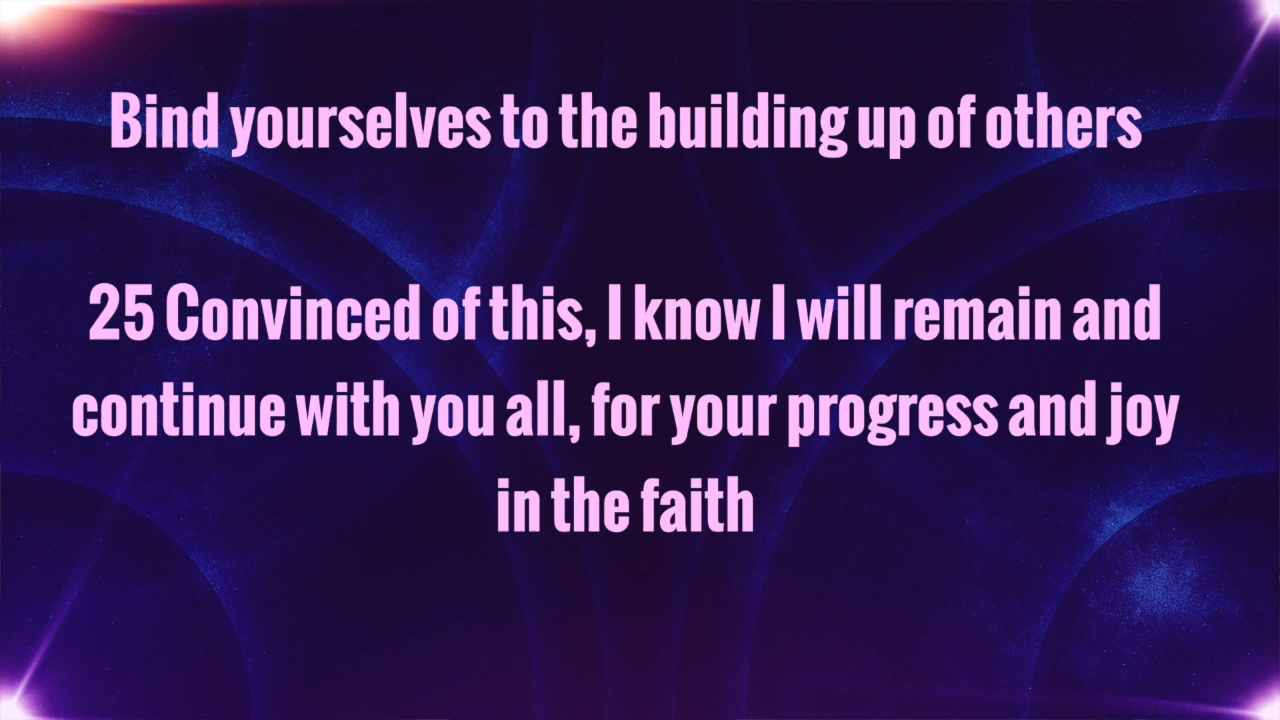 Bind yourselves to the building up of others
25 Convinced of this, I know I will remain and
continue with you all, for your progress and joy
in the faith